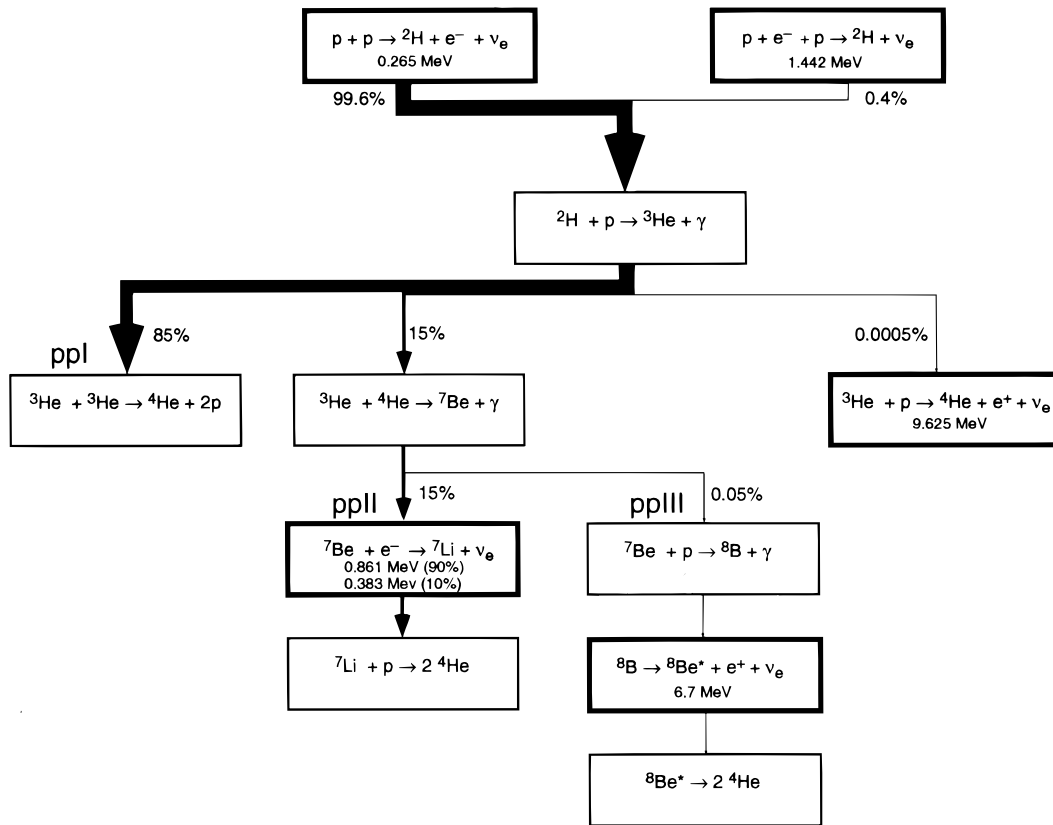 p + p → ²H + e⁻ + νₑ
0.265 MeV
p + e⁻ + p → ²H + νₑ
1.442 MeV
99.6%
0.4%
²H + p → ³He + γ
85%
15%
0.0005%
ppI
³He + ³He → ⁴He + 2p
³He + ⁴He → ⁷Be + γ
³He + p → ⁴He + e⁺ + νₑ
9.625 MeV
15%
0.05%
ppII
ppIII
⁷Be + e⁻ → ⁷Li + νₑ
0.861 MeV (90%)
0.383 Mev (10%)
⁷Be + p → ⁸B + γ
⁷Li + p → 2 ⁴He
⁸B → ⁸Be* + e⁺ + νₑ
6.7 MeV
⁸Be* → 2 ⁴He